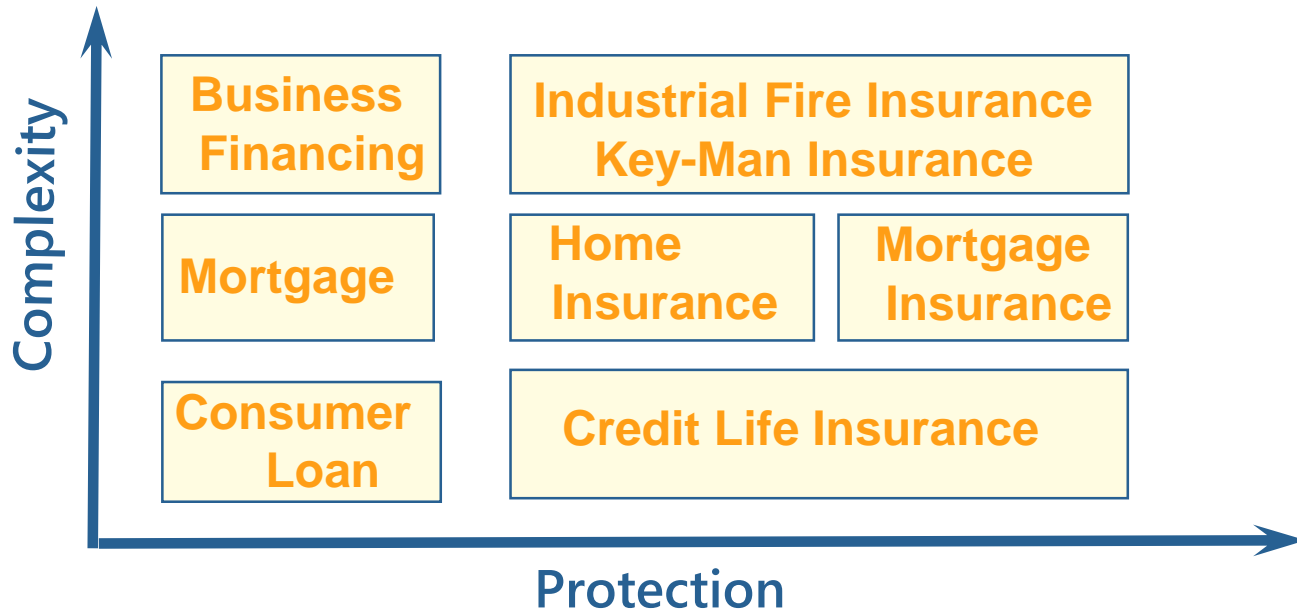 Complexity
Business
Financing
Industrial Fire Insurance
Key-Man Insurance
Mortgage
Home
Insurance
Mortgage
Insurance
Consumer
Loan
Credit Life Insurance
Protection